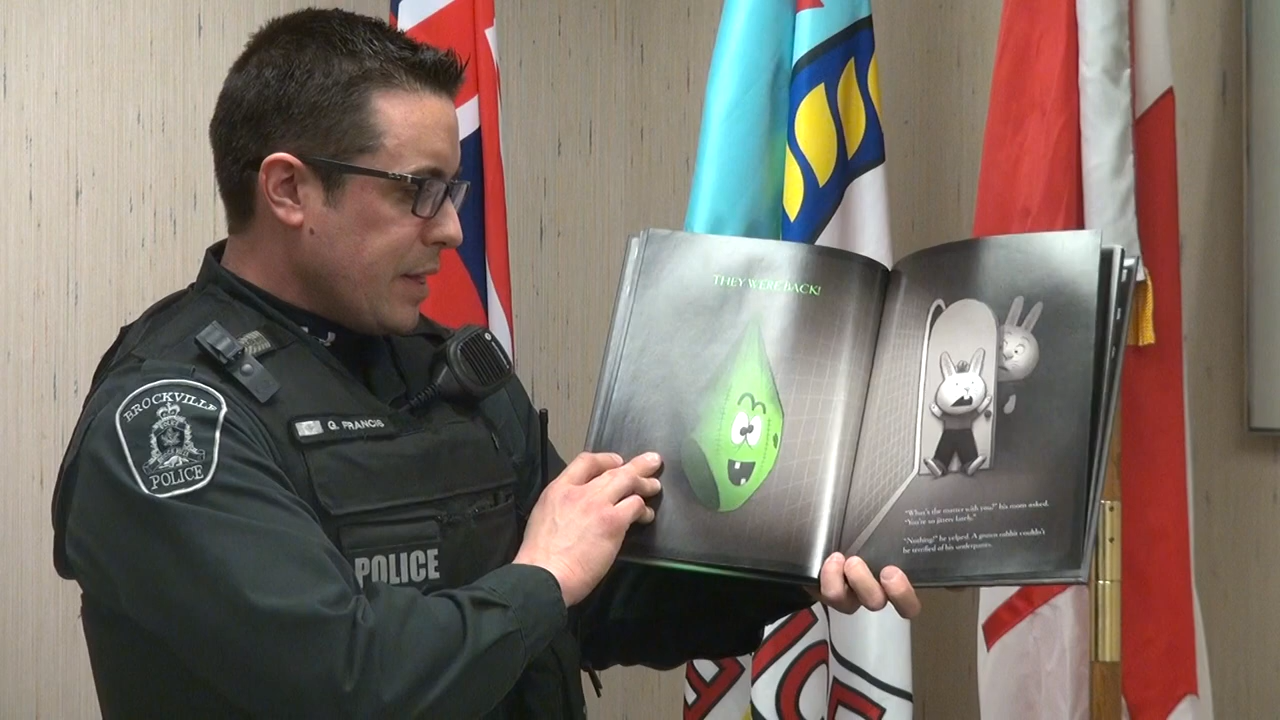 BROCKVILLE
POLICE
G. FRANCIS
POLICE
THEY WERE BACK!
"What's the matter with you?" his mom asked.
"You're so jittery lately."
"Nothing!" he yelped. A grown rabbit couldn't
be terrified of his underpants.